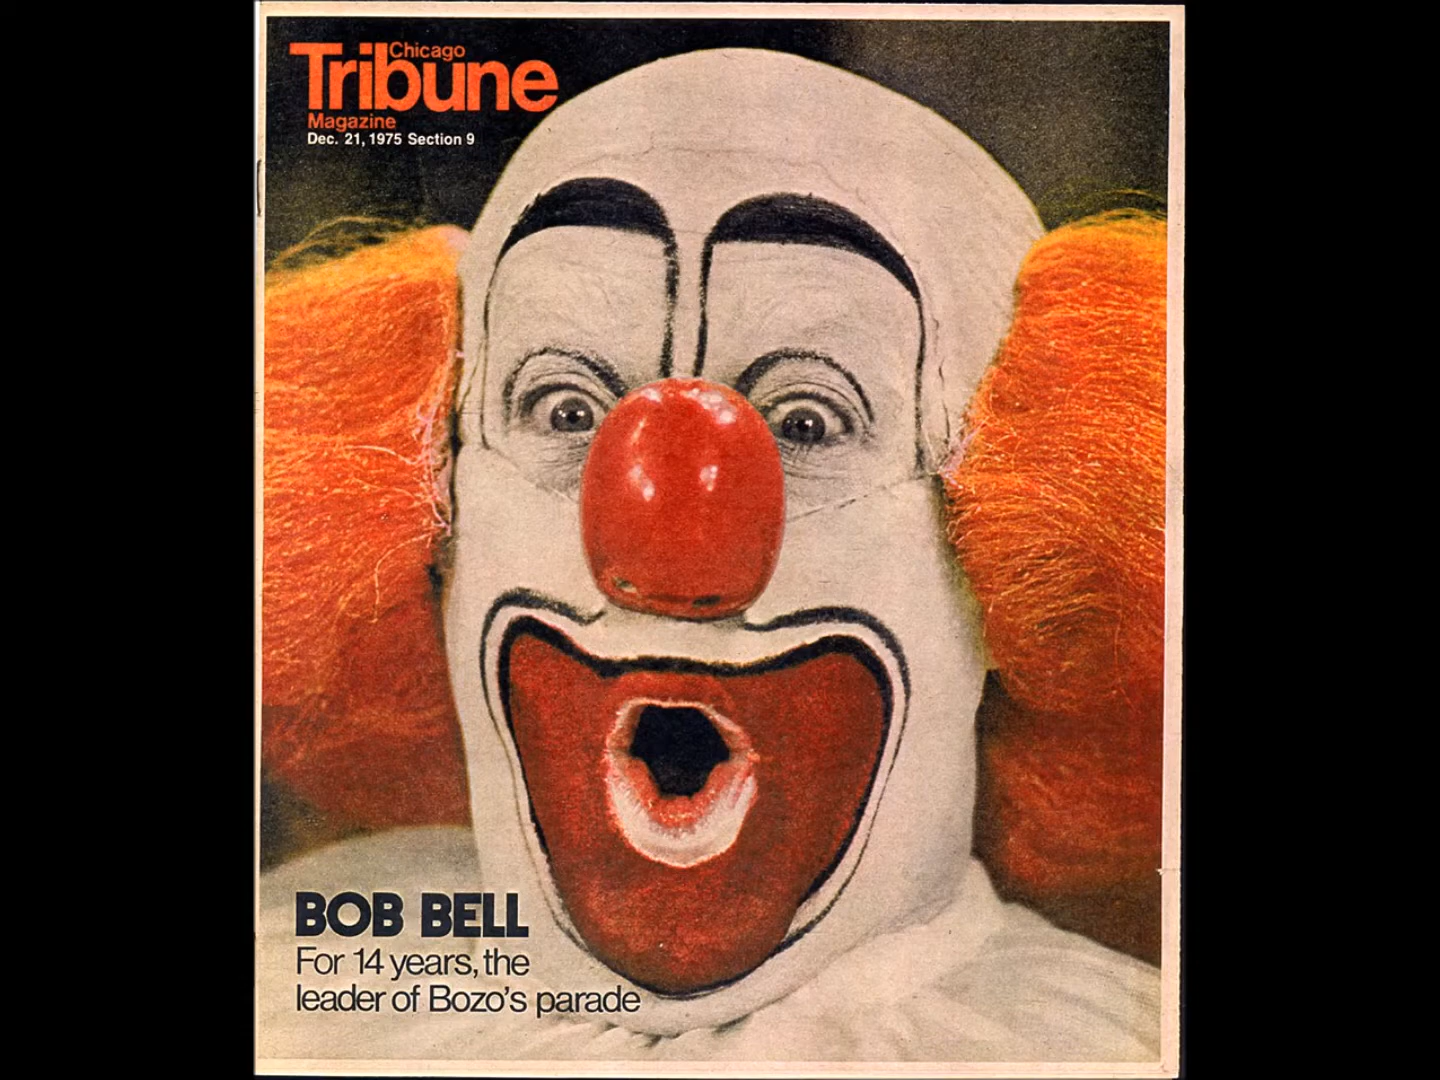 Chicago
Tribune
Magazine
Dec. 21, 1975 Section 9
BOB BELL
For 14 years, the
leader of Bozo's parade